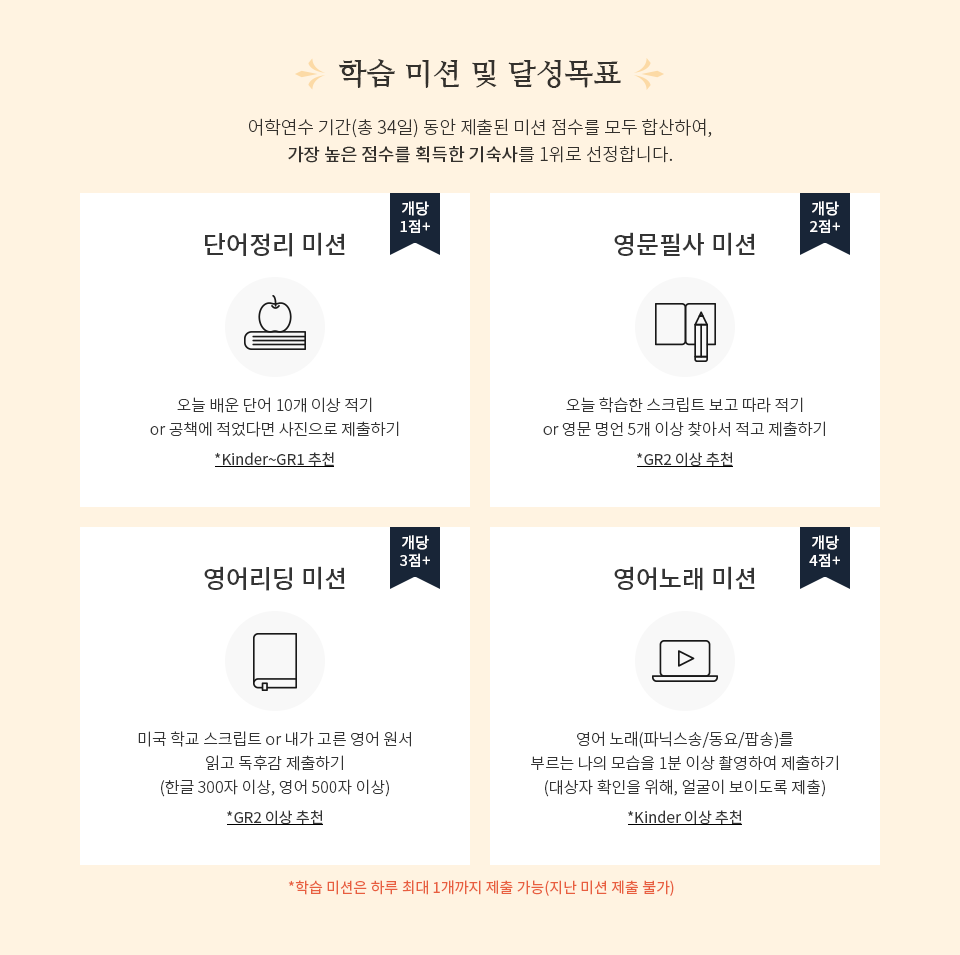 학습 미션 및 달성목표
어학연수 기간(총 34일) 동안 제출된 미션 점수를 모두 합산하여,
가장 높은 점수를 획득한 기숙사를 1위로 선정합니다.
개당
1점+
단어정리 미션
오늘 배운 단어 10개 이상 적기
or 공책에 적었다면 사진으로 제출하기
*Kinder~GR1 추천
개당
2점+
영문필사 미션
오늘 학습한 스크립트 보고 따라 적기
or 영문 명언 5개 이상 찾아서 적고 제출하기
*GR2 이상 추천
개당
3점+
영어리딩 미션
미국 학교 스크립트 or 내가 고른 영어 원서
읽고 독후감 제출하기
(한글 300자 이상, 영어 500자 이상)
*GR2 이상 추천
개당
4점+
영어노래 미션
영어 노래(파닉스송/동요/팝송)를
부르는 나의 모습을 1분 이상 촬영하여 제출하기
(대상자 확인을 위해, 얼굴이 보이도록 제출)
*Kinder 이상 추천
*학습 미션은 하루 최대 1개까지 제출 가능(지난 미션 제출 불가)